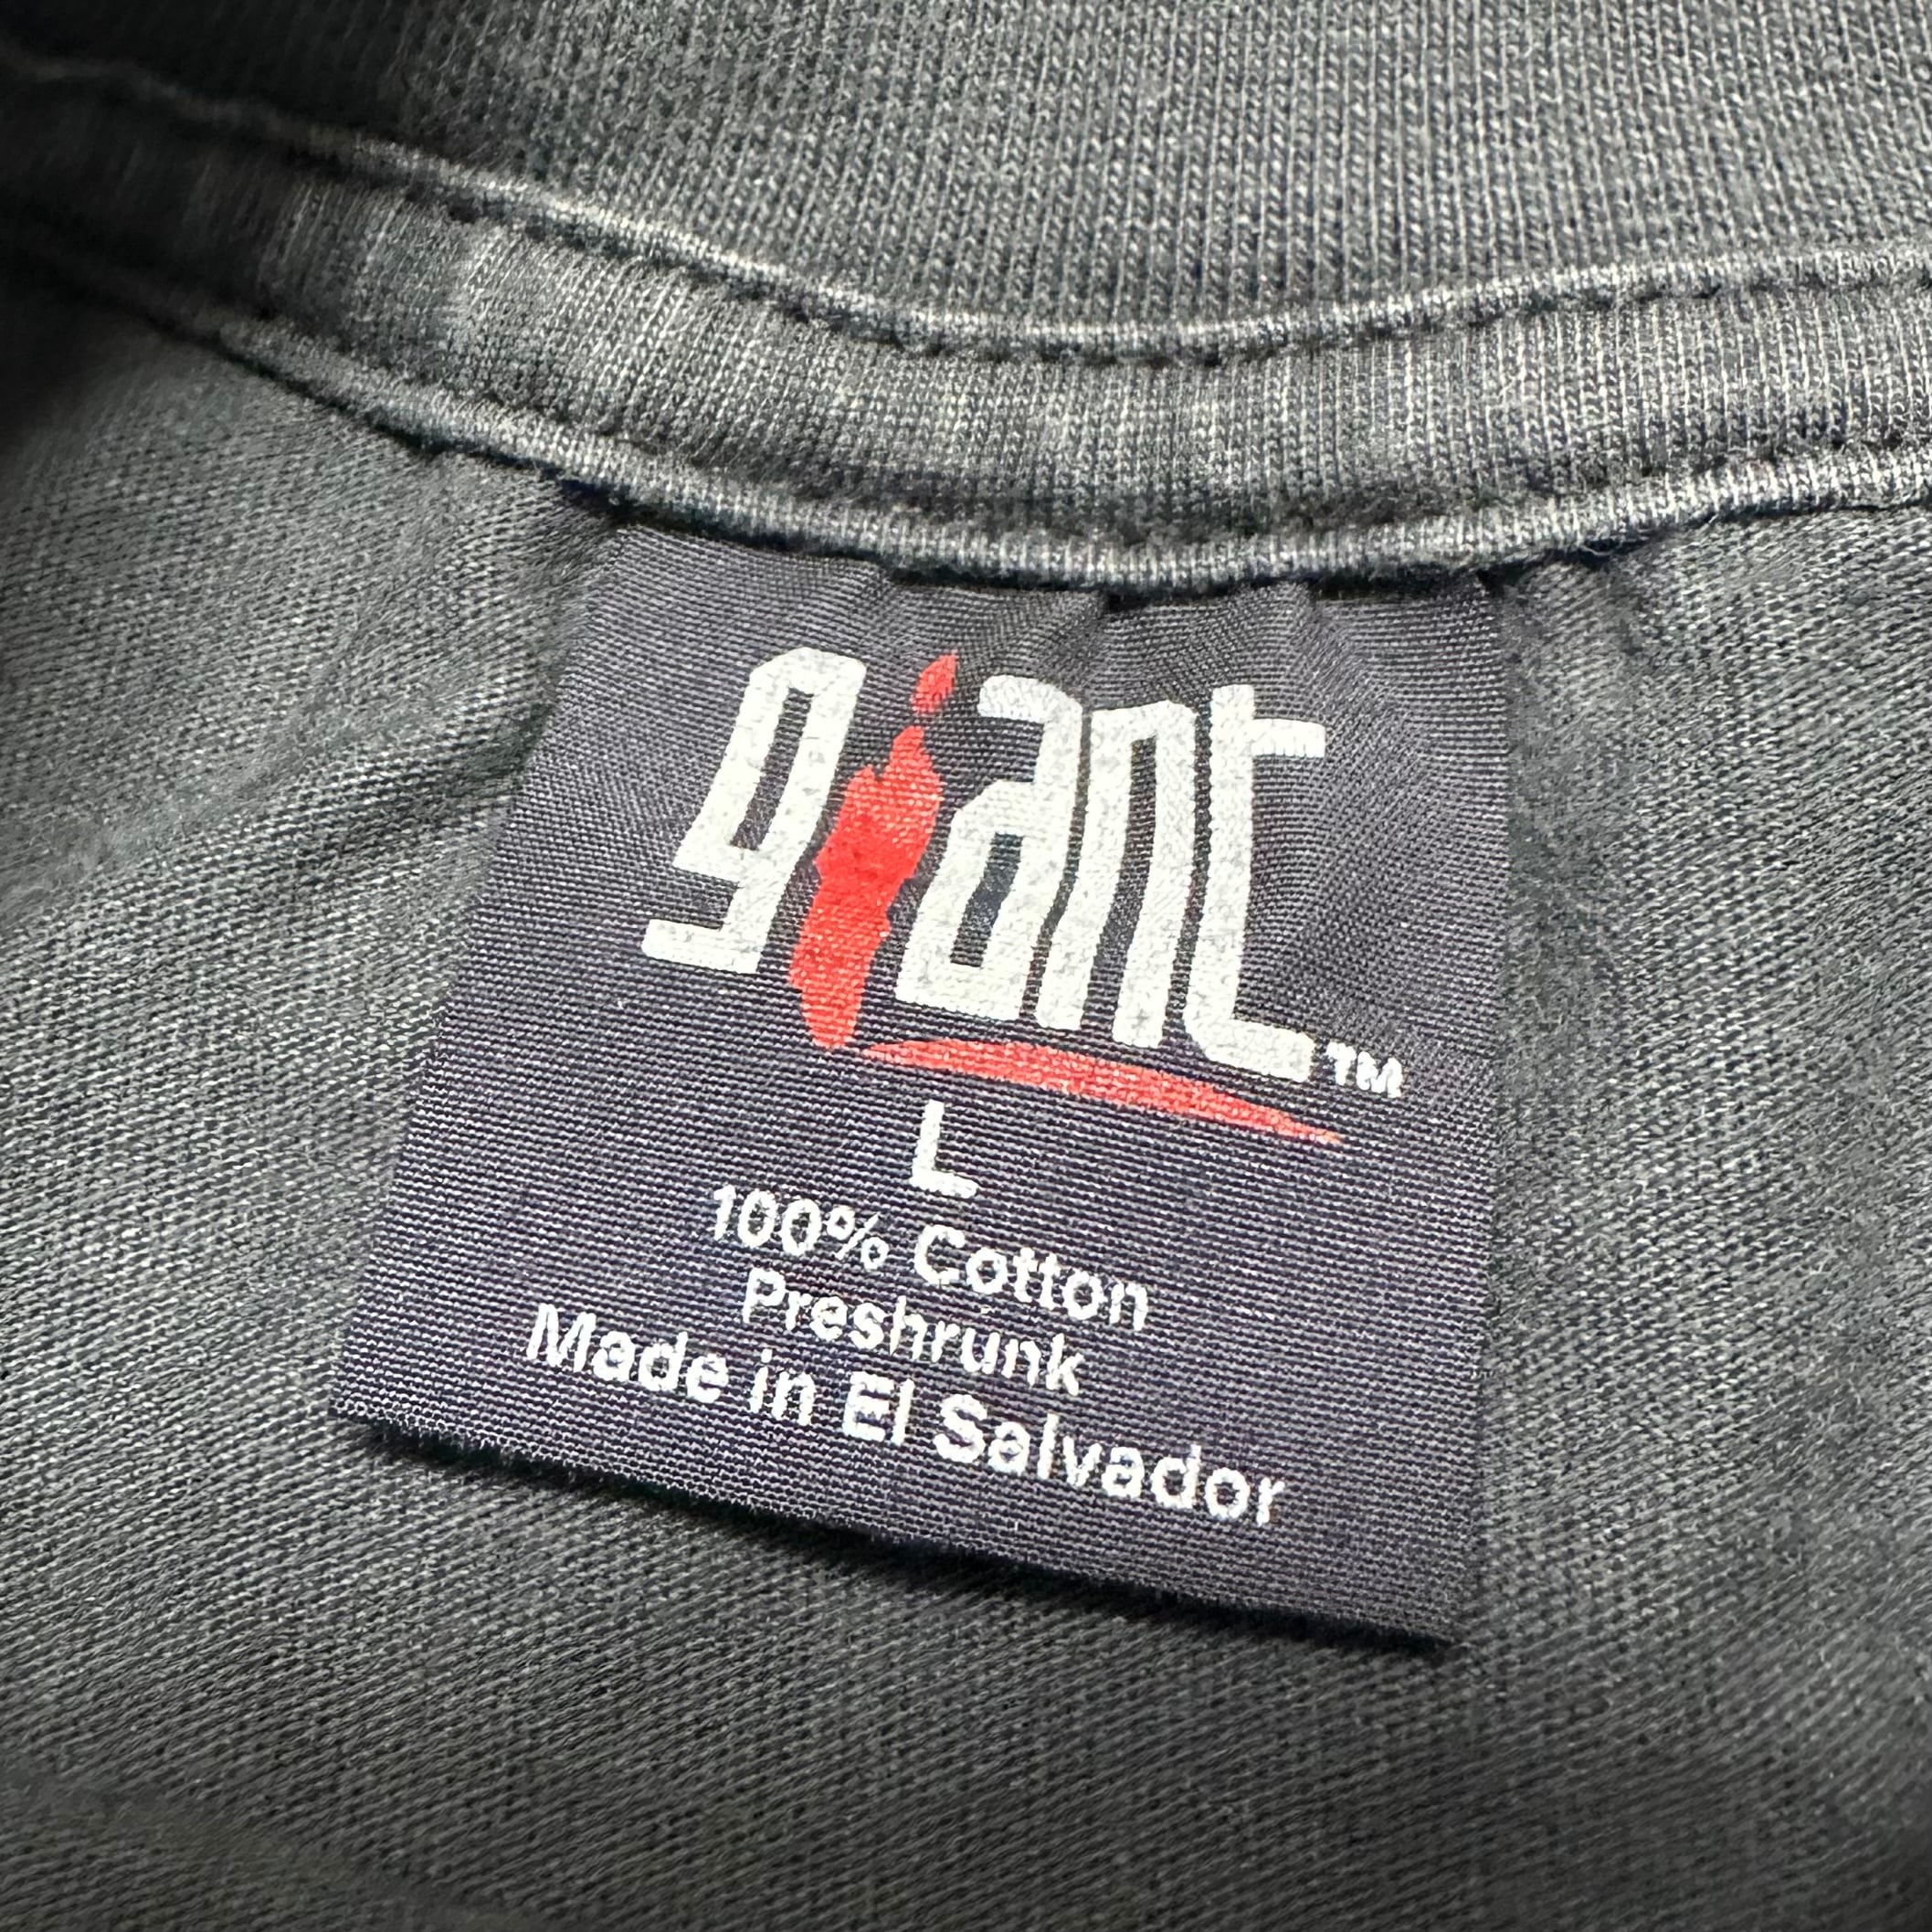 giant™
L
100% Cotton
Preshrunk
Made in El Salvador